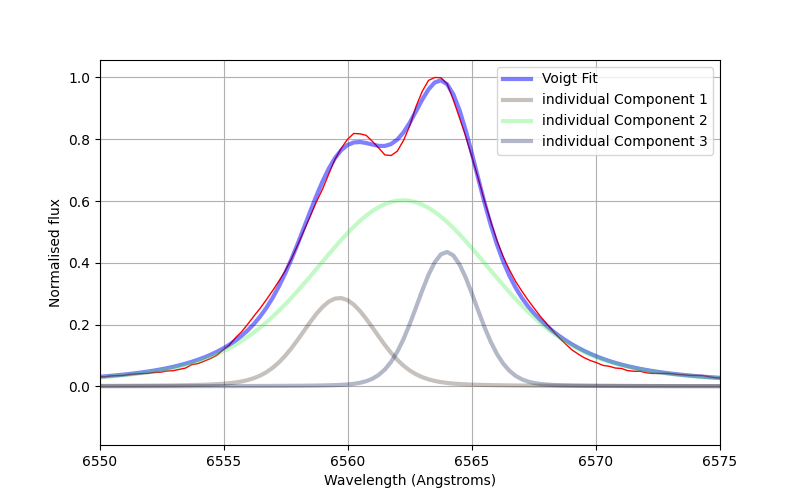 Voigt Fit
individual Component 1
individual Component 2
individual Component 3
1.0
0.8
0.6
0.4
0.2
0.0
Normalised flux
6550 6555 6560 6565 6570 6575
Wavelength (Angstroms)